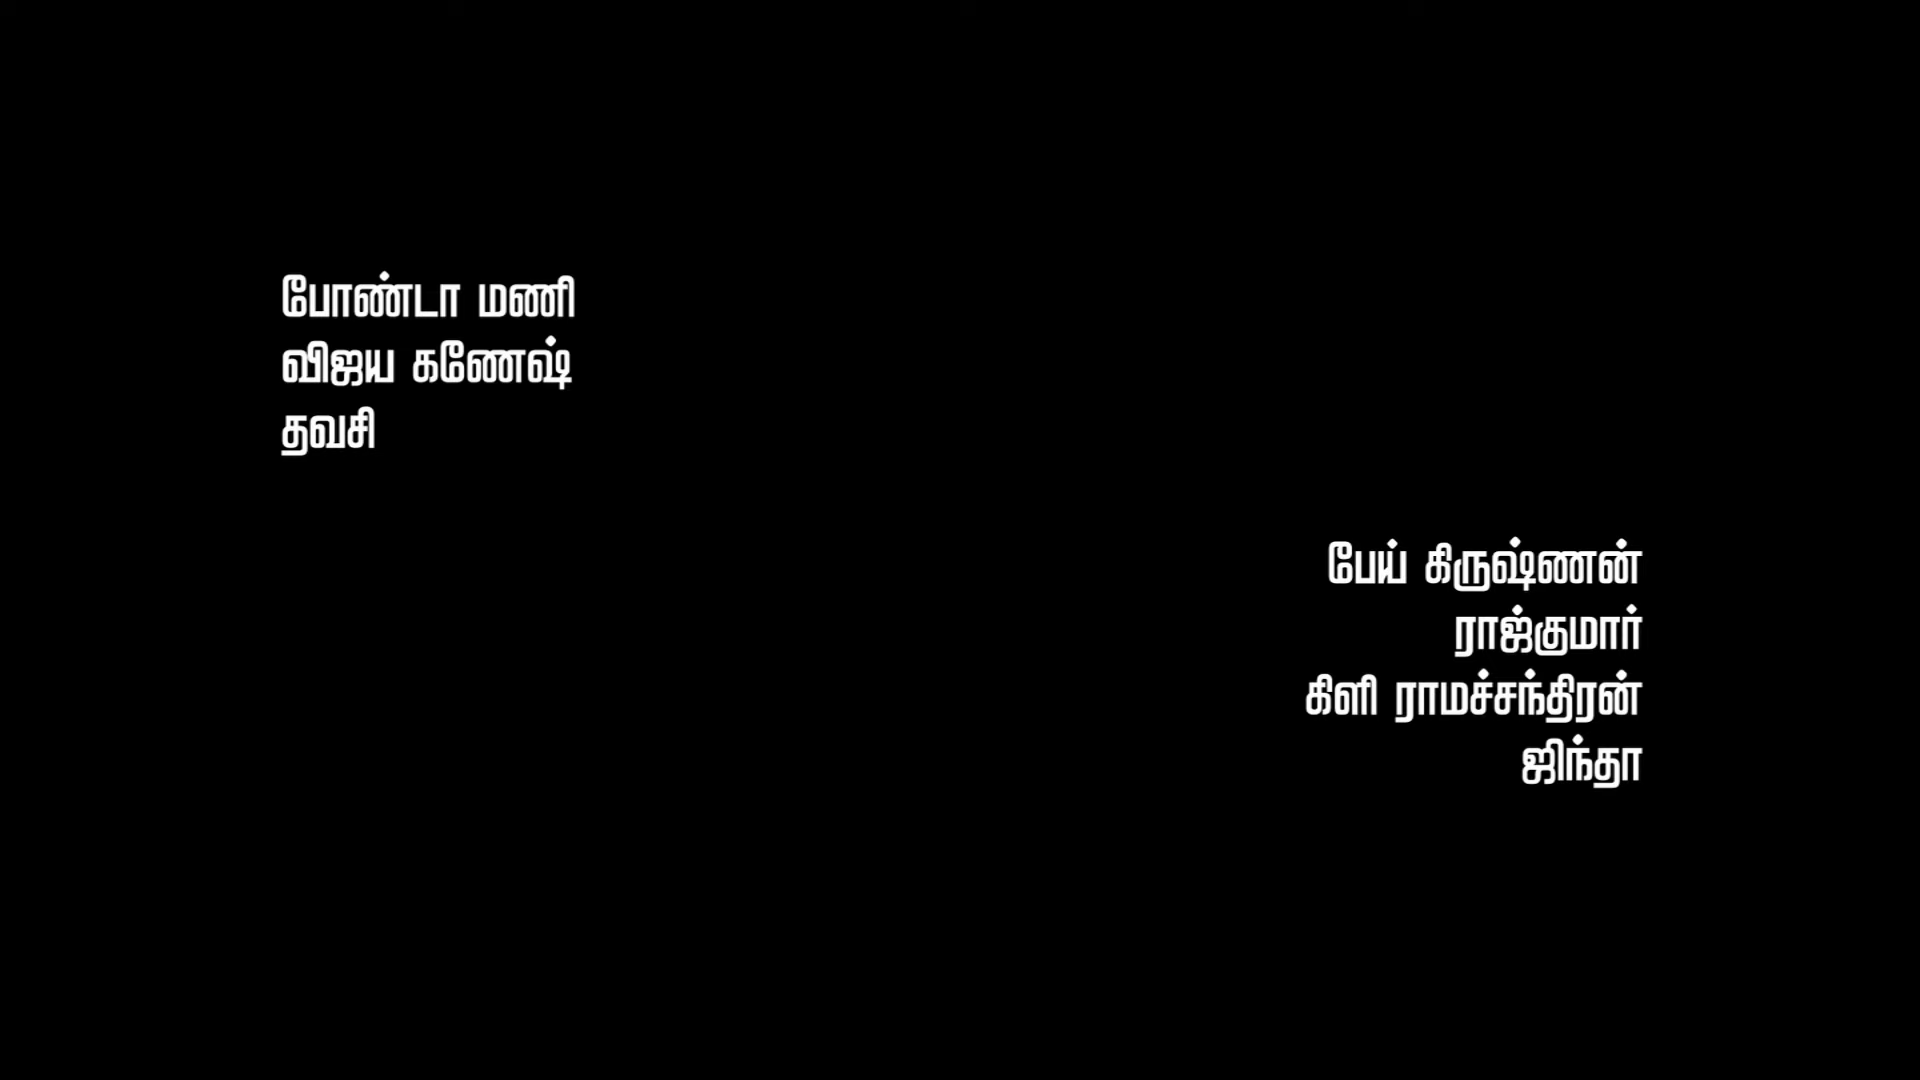 போண்டா மணி
விஜய கணேஷ்
தவசி
பேய் கிருஷ்ணன்
ராஜ்குமார்
கிளி ராமச்சந்திரன்
ஜிந்தா